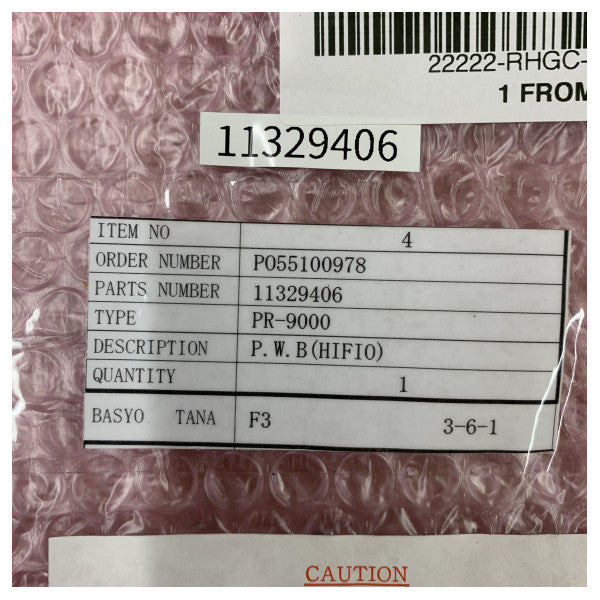 22222-RHGC-
1 FROM
11329406
ITEM NO 4
ORDER NUMBER PO55100978
PARTS NUMBER 11329406
TYPE PR-9000
DESCRIPTION P.W.B(HIFIO)
QUANTITY 1
BASYO. TANA F3 3-6-1
CAUTION